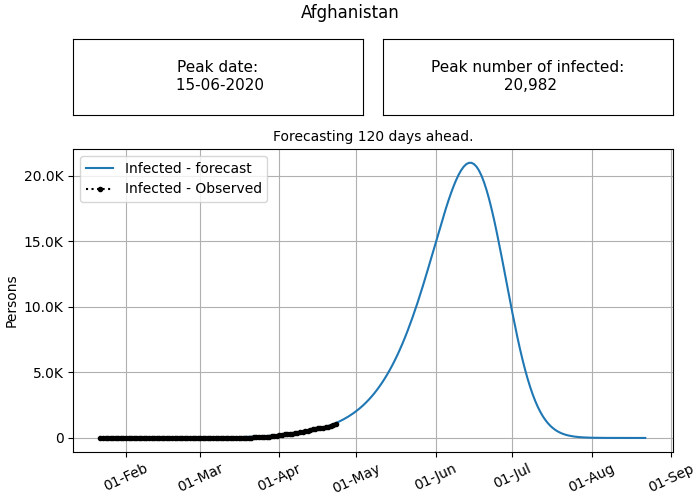 Afghanistan
Peak date:
15-06-2020
Peak number of infected:
20,982
Forecasting 120 days ahead.
Infected - forecast
Infected - Observed
20.0K
15.0K
10.0K
5.0K
0
Persons
01-Feb
01-Mar
01-Apr
01-May
01-Jun
01-Jul
01-Aug
01-Sep